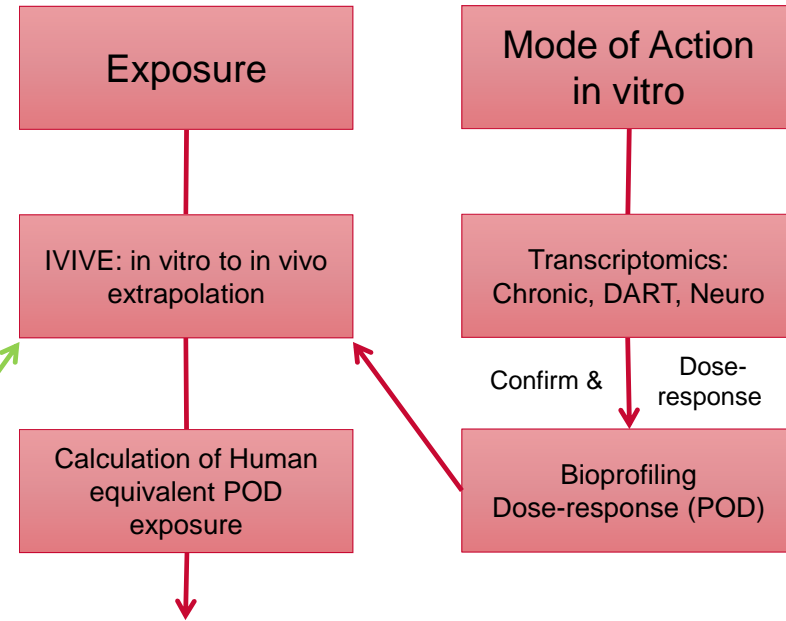 Exposure
IVIVE: in vitro to in vivo
extrapolation
Calculation of Human
equivalent POD
exposure
Mode of Action
in vitro
Transcriptomics:
Chronic, DART, Neuro
Confirm &
Dose-
response
Bioprofiling
Dose-response (POD)